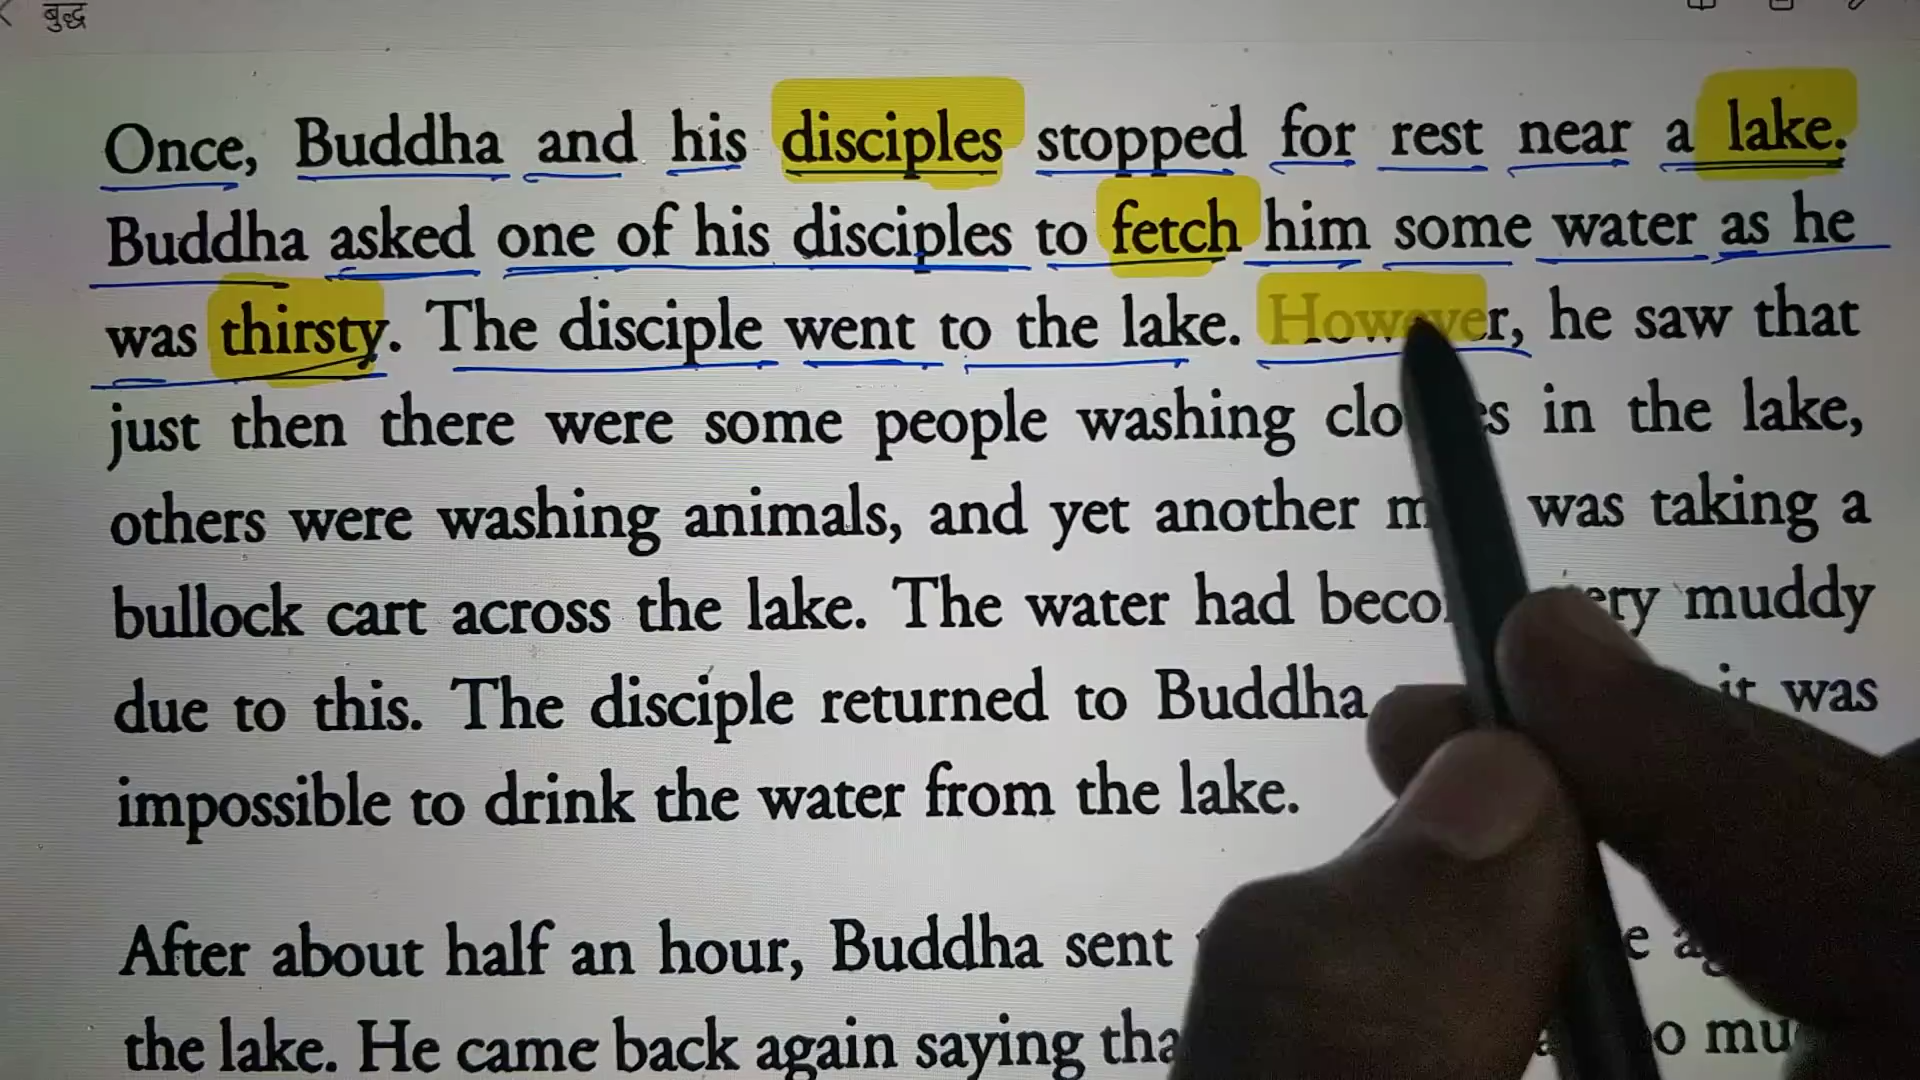 बुद्ध
Once, Buddha and his disciples stopped for rest near a lake.
Buddha asked one of his disciples to fetch him some water as he
was thirsty. The disciple went to the lake. However, he saw that
just then there were some people washing in the lake,
others were washing animals, and yet another was taking a
bullock cart across the lake. The water had muddy
due to this. The disciple returned to Buddha it was
impossible to drink the water from the lake.
After about half an hour, Buddha sent
the lake. He came back again saying